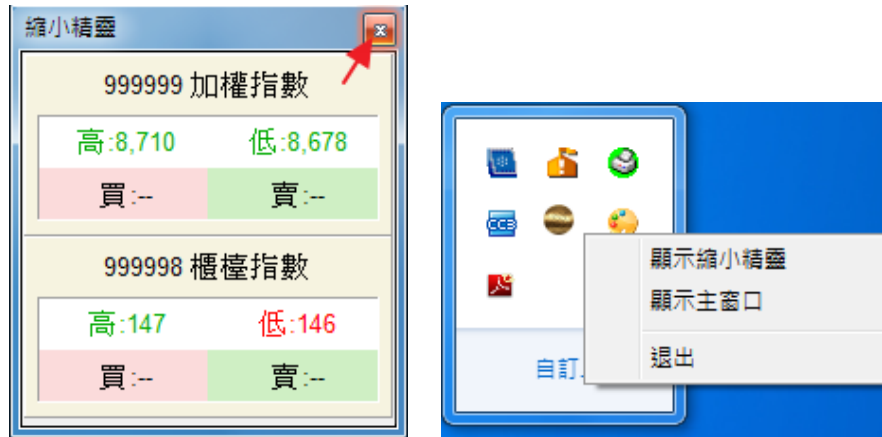 縮小精靈
999999 加權指數
高:8,710 低:8,678
買:-- 賣:--
999998 櫃檯指數
高:147 低:146
買:-- 賣:--
CCB
顯示縮小精靈
顯示主窗口
退出
自訂..